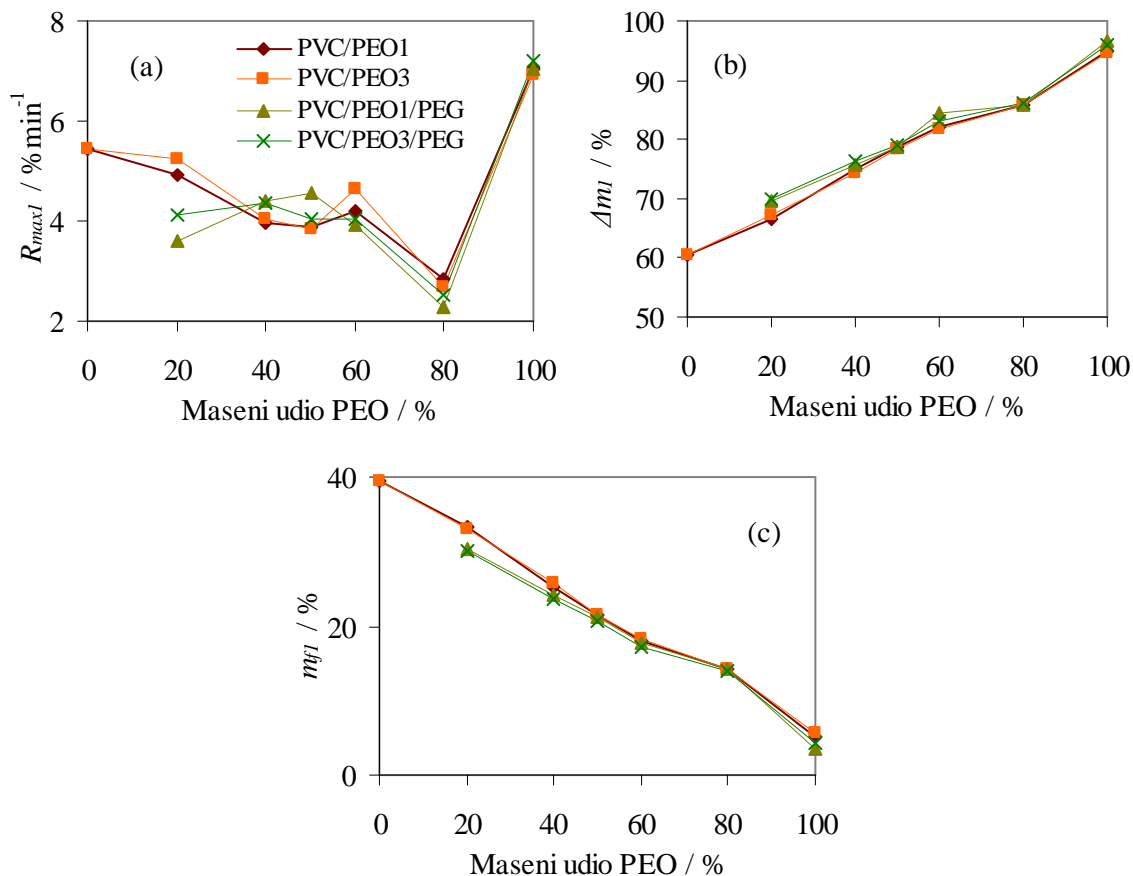 (a)
PVC/PEO1
PVC/PEO3
PVC/PEO1/PEG
PVC/PEO3/PEG
R_max1 / %min⁻¹
8
6
4
2
0 20 40 60 80 100
Maseni udio PEO / %
(b)
Δm1 / %
100
90
80
70
60
50
0 20 40 60 80 100
Maseni udio PEO / %
(c)
m_f1 / %
40
20
0
0 20 40 60 80 100
Maseni udio PEO / %